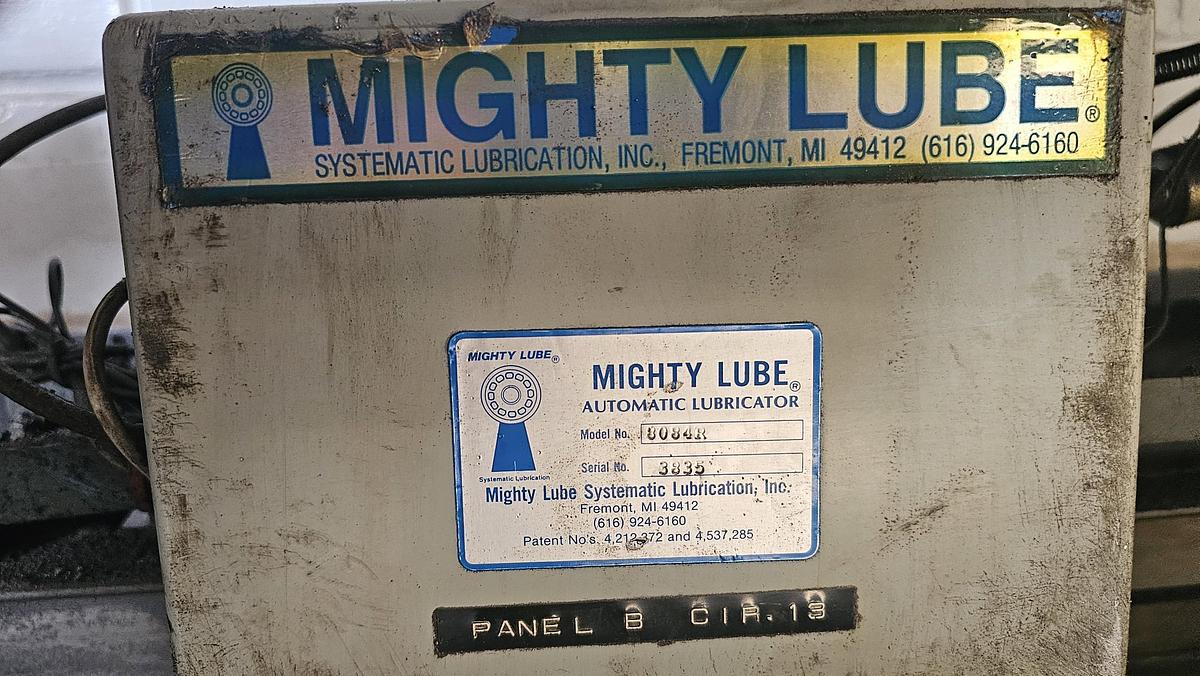 MIGHTY LUBE®
SYSTEMATIC LUBRICATION, INC., FREMONT, MI 49412 (616) 924-6160
MIGHTY LUBE®
Systematic Lubrication
MIGHTY LUBE®
AUTOMATIC LUBRICATOR
Model No. 8084R
Serial No. 3835
Mighty Lube Systematic Lubrication, Inc.
Fremont, MI 49412
(616) 924-6160
Patent No's. 4,212,372 and 4,537,285
PANEL B CIR.13